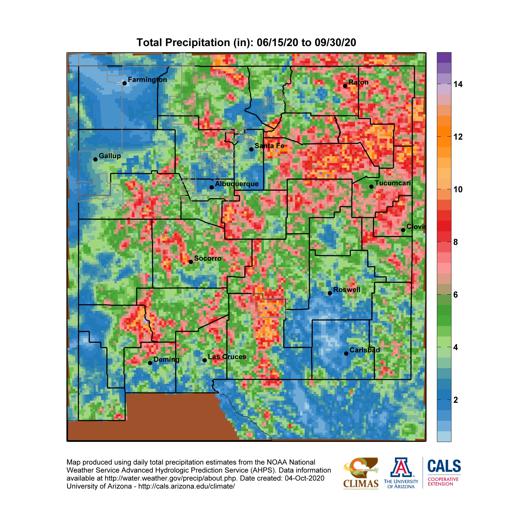 Total Precipitation (in): 06/15/20 to 09/30/20
Farmington
Raton
14
12
Santa Fe
Gallup
Albuquerque
Tucumcari
10
Clovis
8
Socorro
Roswell
6
4
Carlsbad
Deming
Las Cruces
2
Map produced using daily total precipitation estimates from the NOAA National
Weather Service Advanced Hydrologic Prediction Service (AHPS). Data information
available at http://water.weather.gov/precip/about.php. Date created: 04-Oct-2020
University of Arizona - http://cals.arizona.edu/climate/
CLIMAS
A
THE UNIVERSITY
OF ARIZONA
CALS
COOPERATIVE
EXTENSION